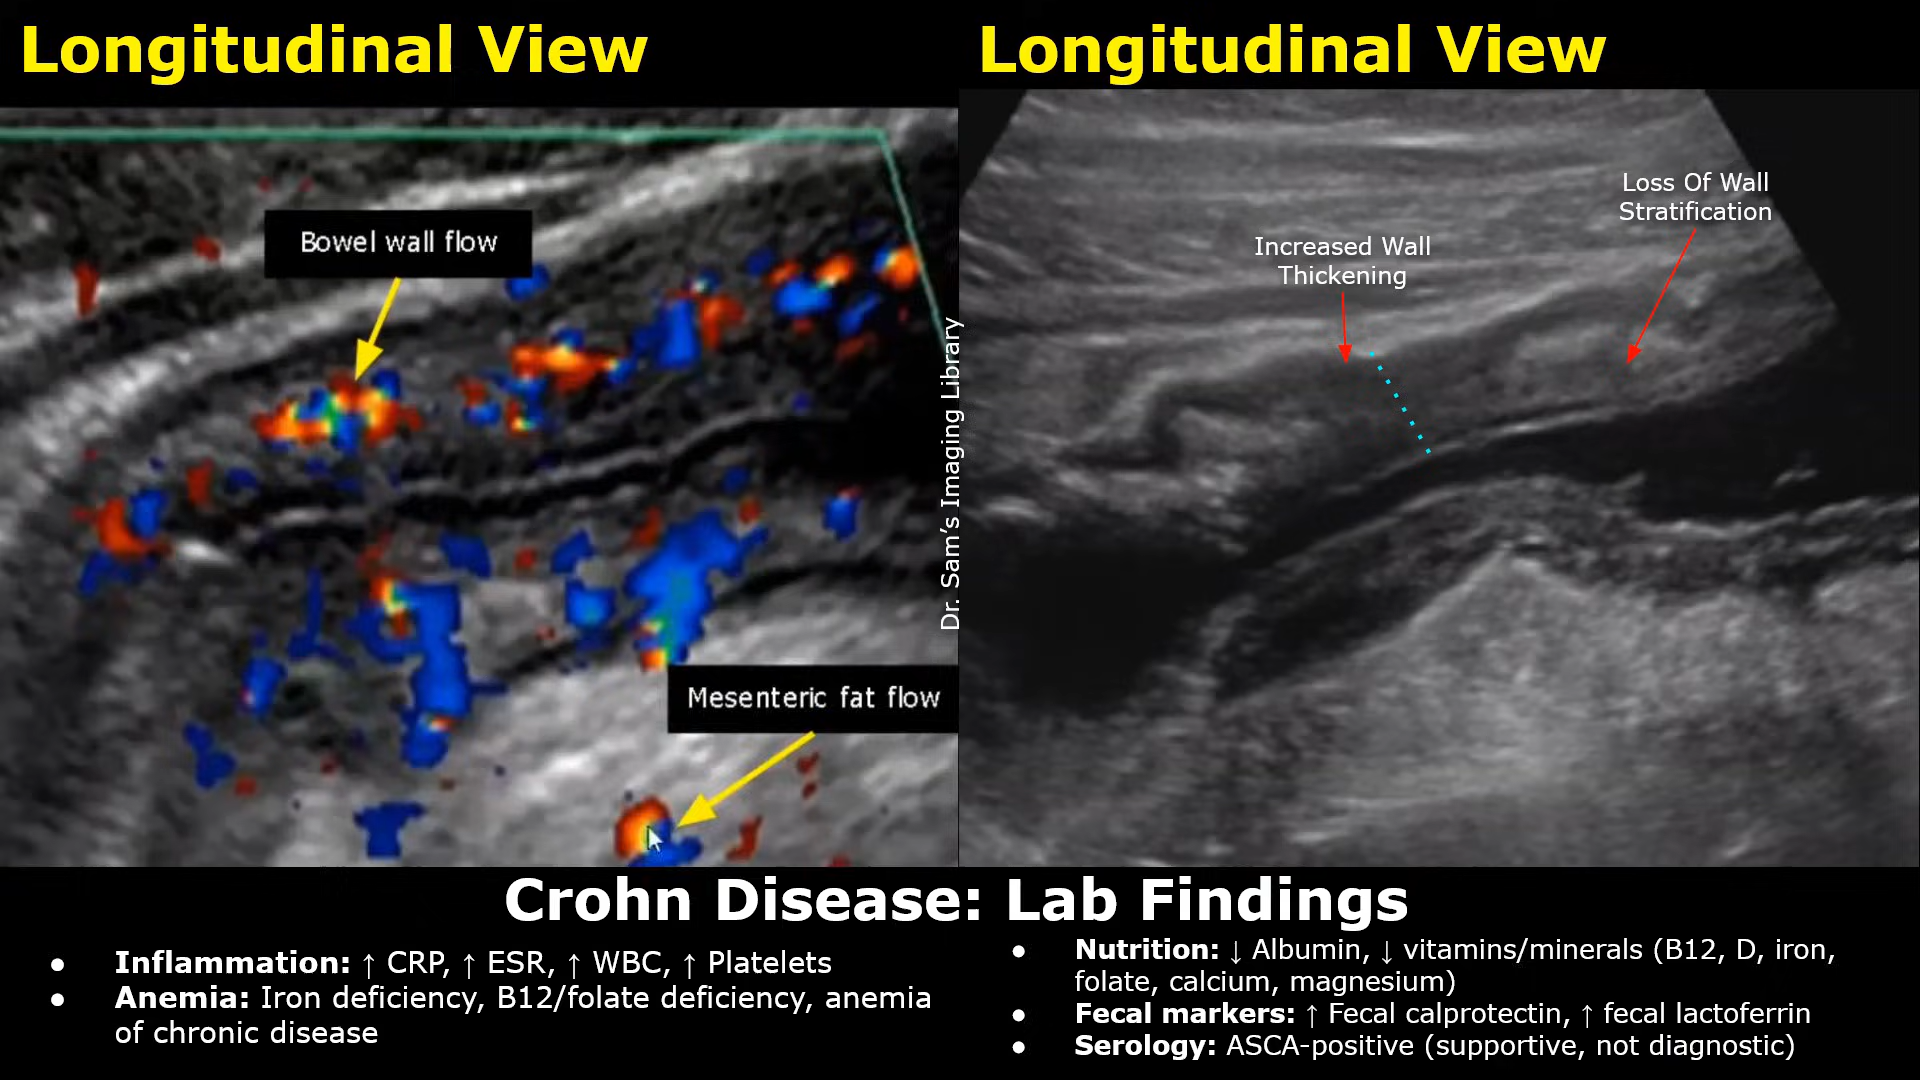 Longitudinal View
Longitudinal View
Bowel wall flow
Mesenteric fat flow
Dr. Sam’s Imaging Library
Increased Wall
Thickening
Loss Of Wall
Stratification
Crohn Disease: Lab Findings
● Inflammation: ↑ CRP, ↑ ESR, ↑ WBC, ↑ Platelets
● Anemia: Iron deficiency, B12/folate deficiency, anemia
of chronic disease
● Nutrition: ↓ Albumin, ↓ vitamins/minerals (B12, D, iron,
folate, calcium, magnesium)
● Fecal markers: ↑ Fecal calprotectin, ↑ fecal lactoferrin
● Serology: ASCA-positive (supportive, not diagnostic)